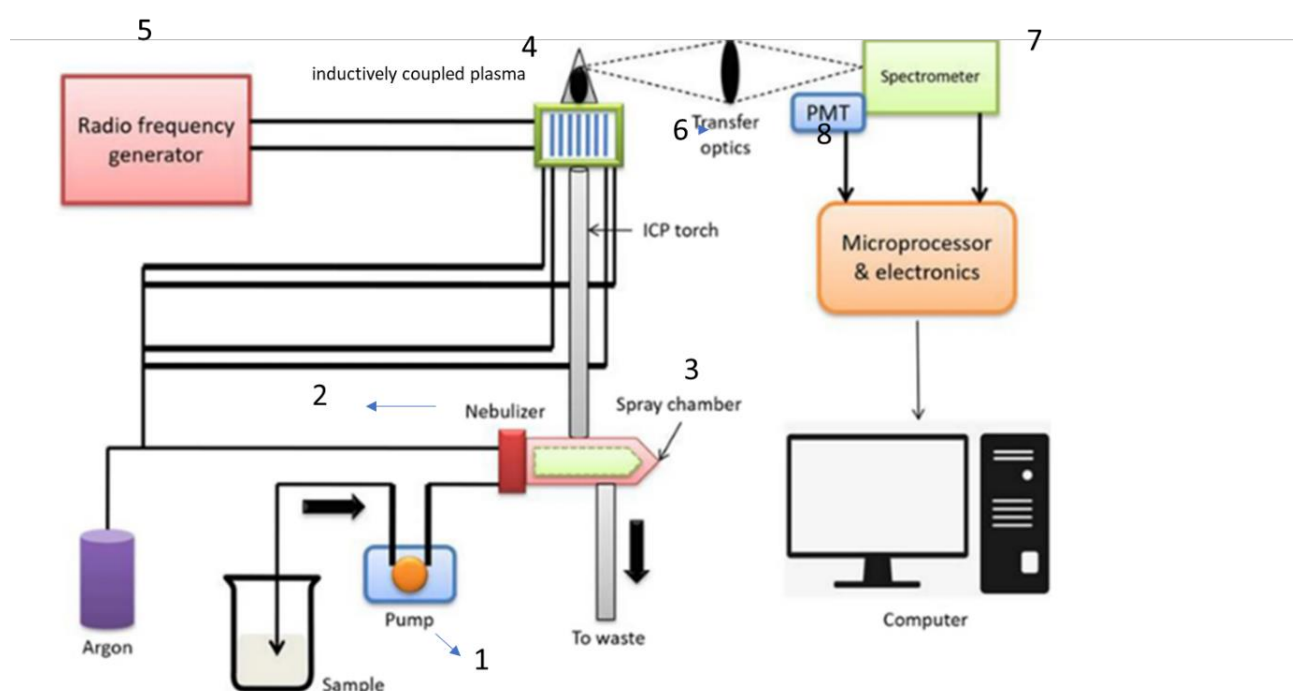 5
4
7
inductively coupled plasma
Spectrometer
Radio frequency
generator
PMT
6
Transfer
optics
8
ICP torch
Microprocessor
& electronics
2
3
Nebulizer
Spray chamber
Pump
1
To waste
Computer
Argon
Sample